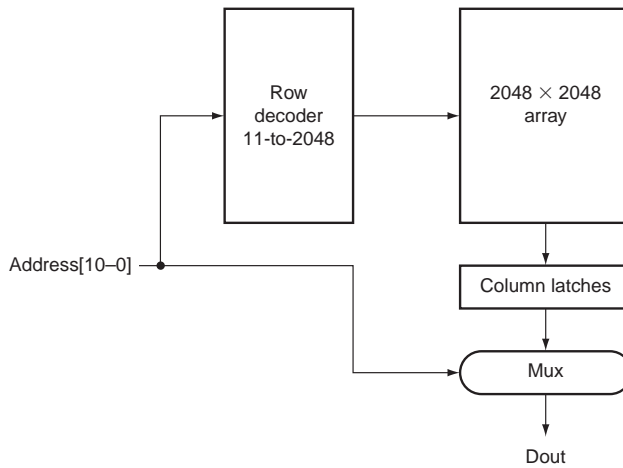 Row
decoder
11-to-2048
2048 × 2048
array
Address[10–0]
Column latches
Mux
Dout